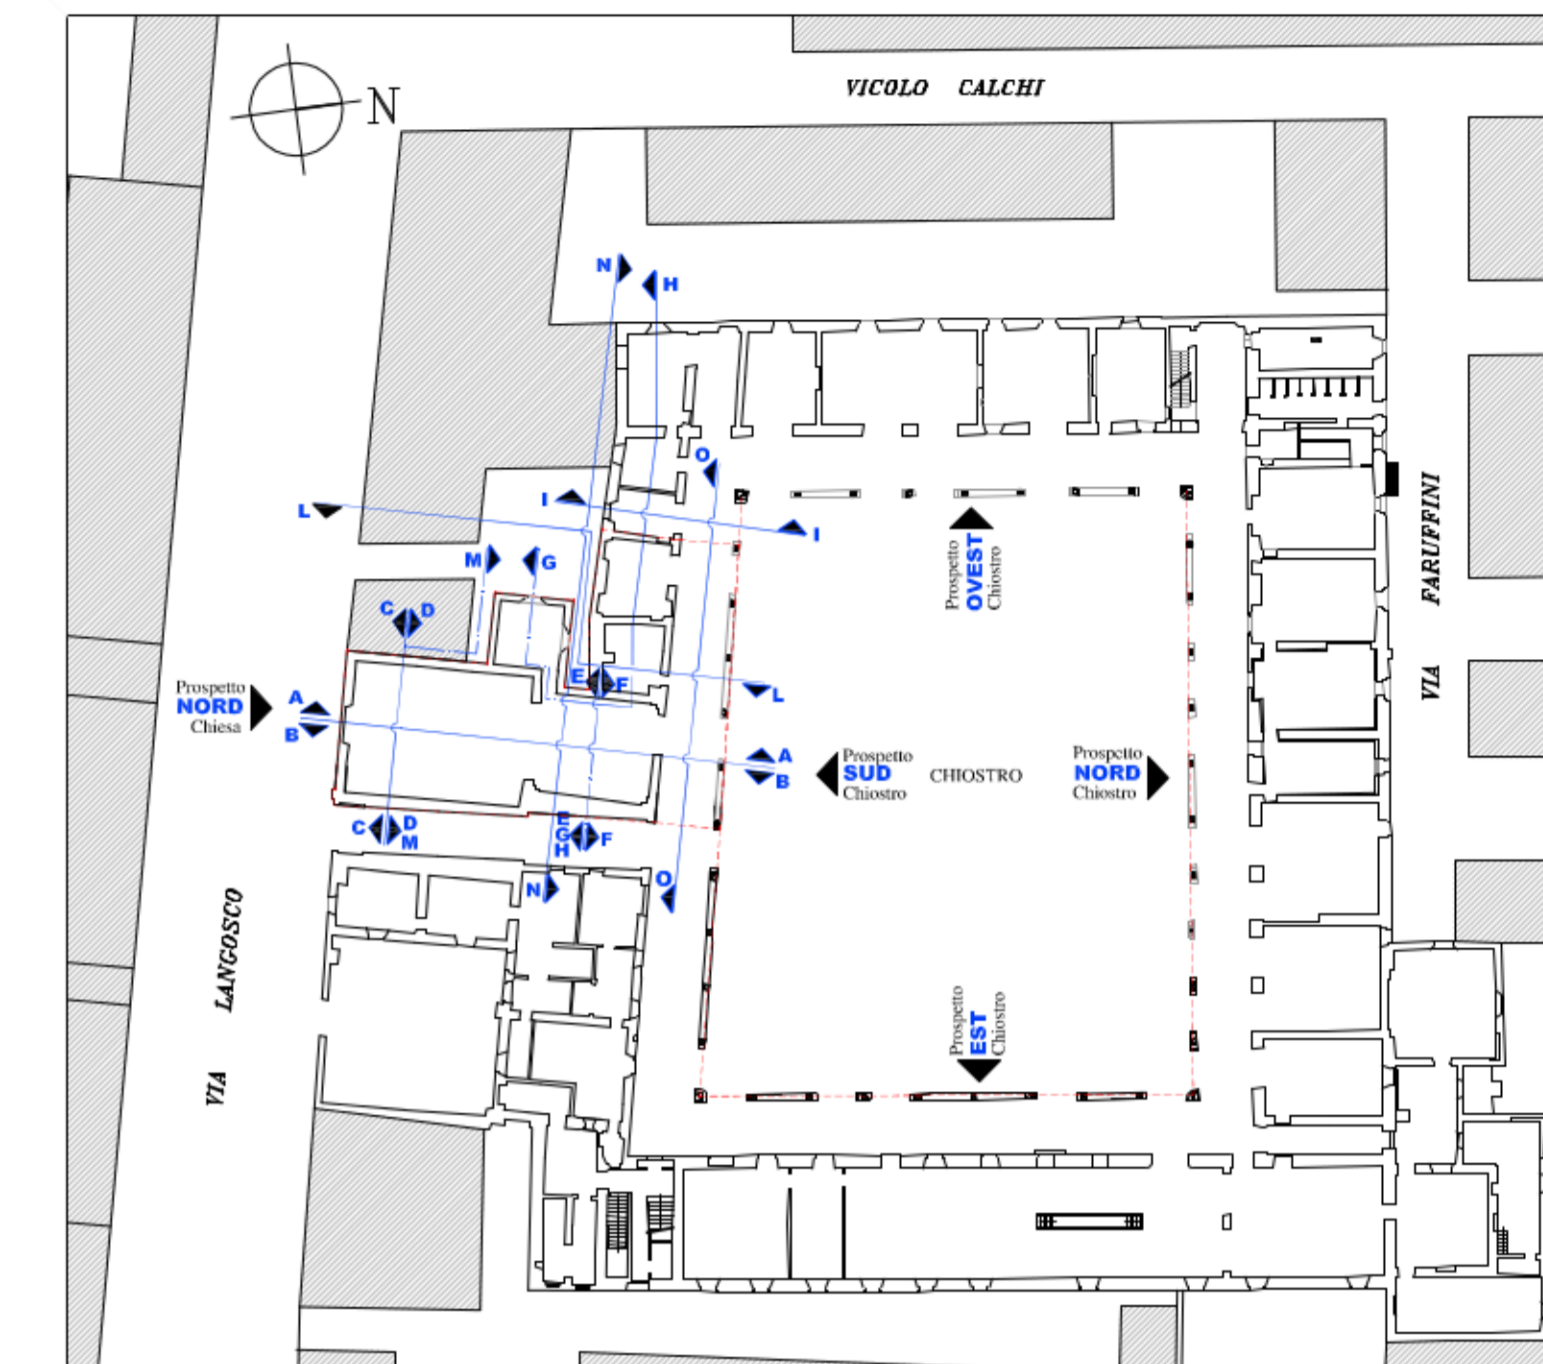 VICOLO CALCHI
N
N
H
O
L
I
I
M
G
C
D
E
F
L
Prospetto
OVEST
Chiostro
VIA FARUFFINI
Prospetto
NORD
Chiesa
A
B
A
B
Prospetto
SUD
Chiostro
CHIOSTRO
Prospetto
NORD
Chiostro
C
D
M
E
G
H
F
N
O
VIA LANGOSCO
Prospetto
EST
Chiostro